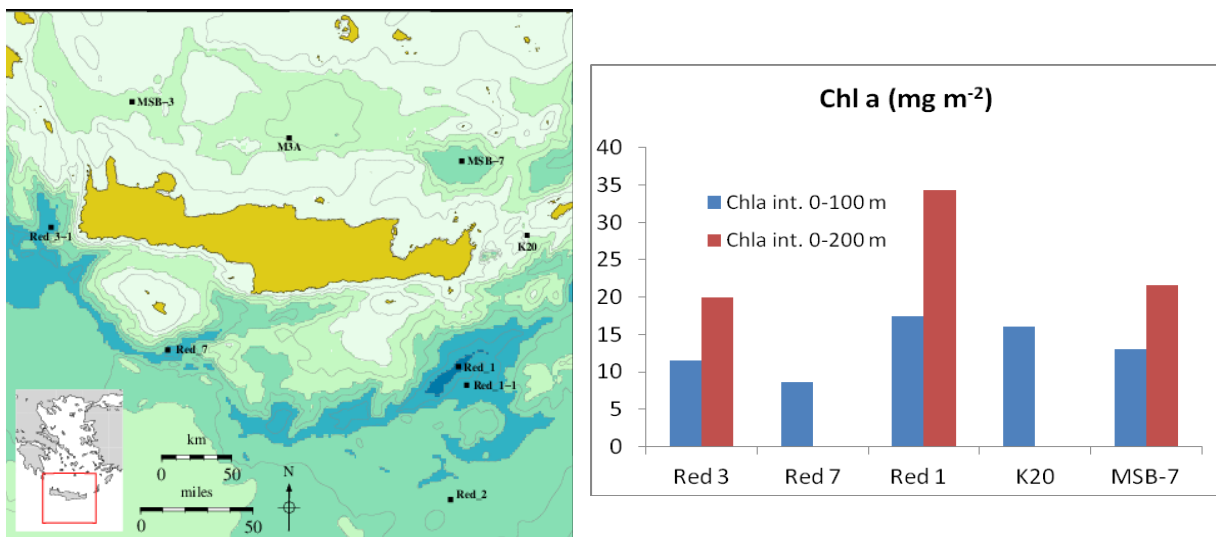 MSB-3
M3A
MSB-7
Red_3-1
K20
Red_7
Red_1
Red_1-1
km
0 50
miles
0 50
N
Red_2
Chl a (mg m-2)
40
35
30
25
20
15
10
5
0
Chla int. 0-100 m
Chla int. 0-200 m
Red 3 Red 7 Red 1 K20 MSB-7